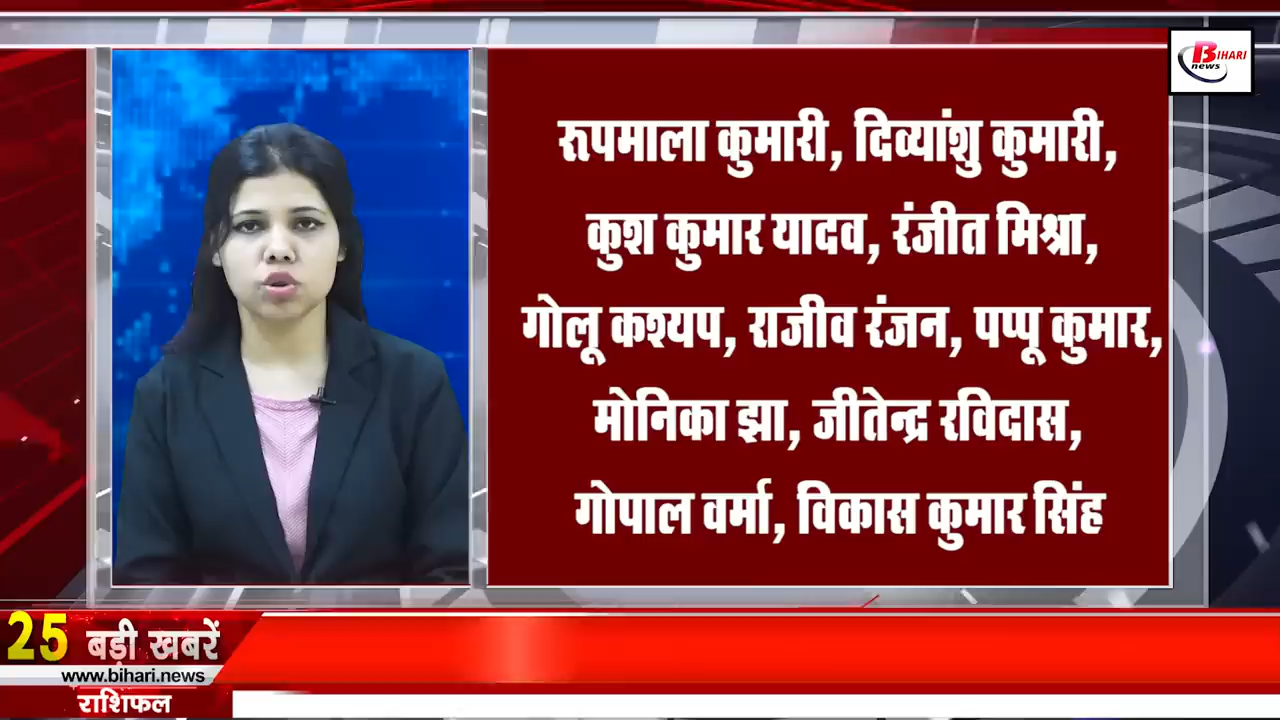 BIHARI
news
रुपमाला कुमारी, दिव्यांशु कुमारी,
कुश कुमार यादव, रंजीत मिश्रा,
गोलू कश्यप, राजीव रंजन, पप्पू कुमार,
मोनिका झा, जीतेन्द्र रविदास,
गोपाल वर्मा, विकास कुमार सिंह
25 बड़ी खबरें
www.bihari.news
राशिफल